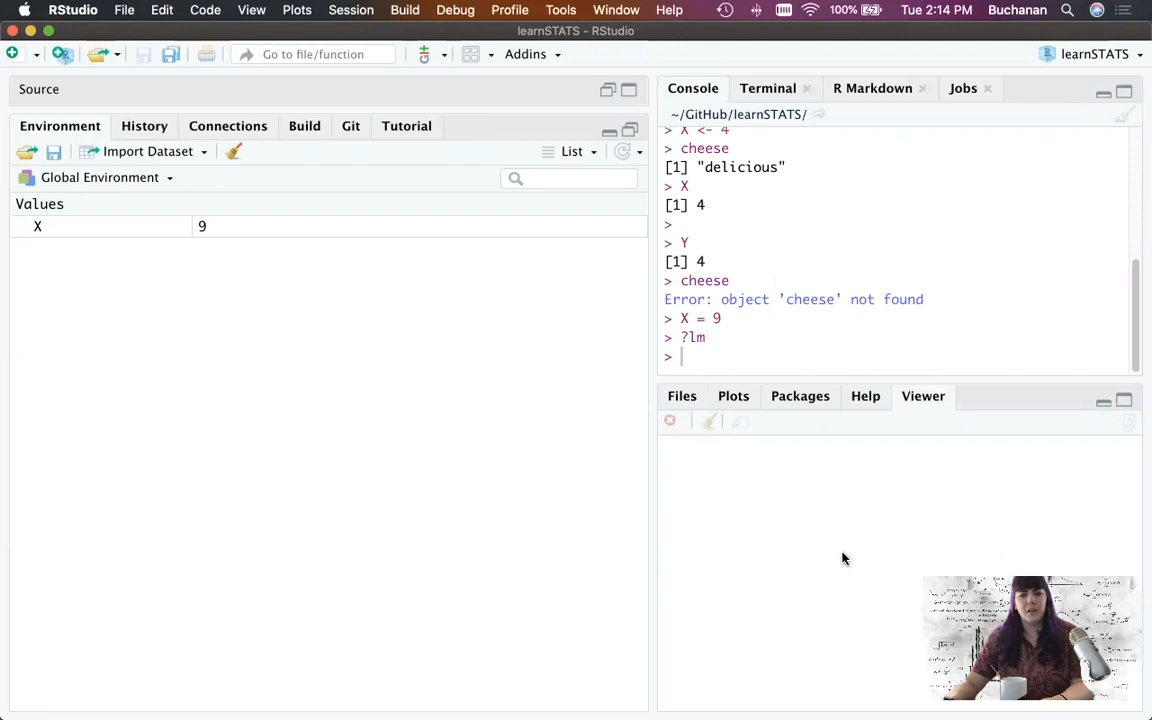 RStudio File Edit Code View Plots Session Build Debug Profile Tools Window Help 100% Tue 2:14 PM Buchanan
learnSTATS - RStudio
Go to file/function Addins learnSTATS
Source
Environment History Connections Build Git Tutorial
Import Dataset List
Global Environment
Values
X 9
Console Terminal R Markdown Jobs
~/GitHub/learnSTATS/
> X <- 4
> cheese
[1] "delicious"
> X
[1] 4
>
> Y
[1] 4
> cheese
Error: object 'cheese' not found
> X = 9
> ?lm
>
Files Plots Packages Help Viewer